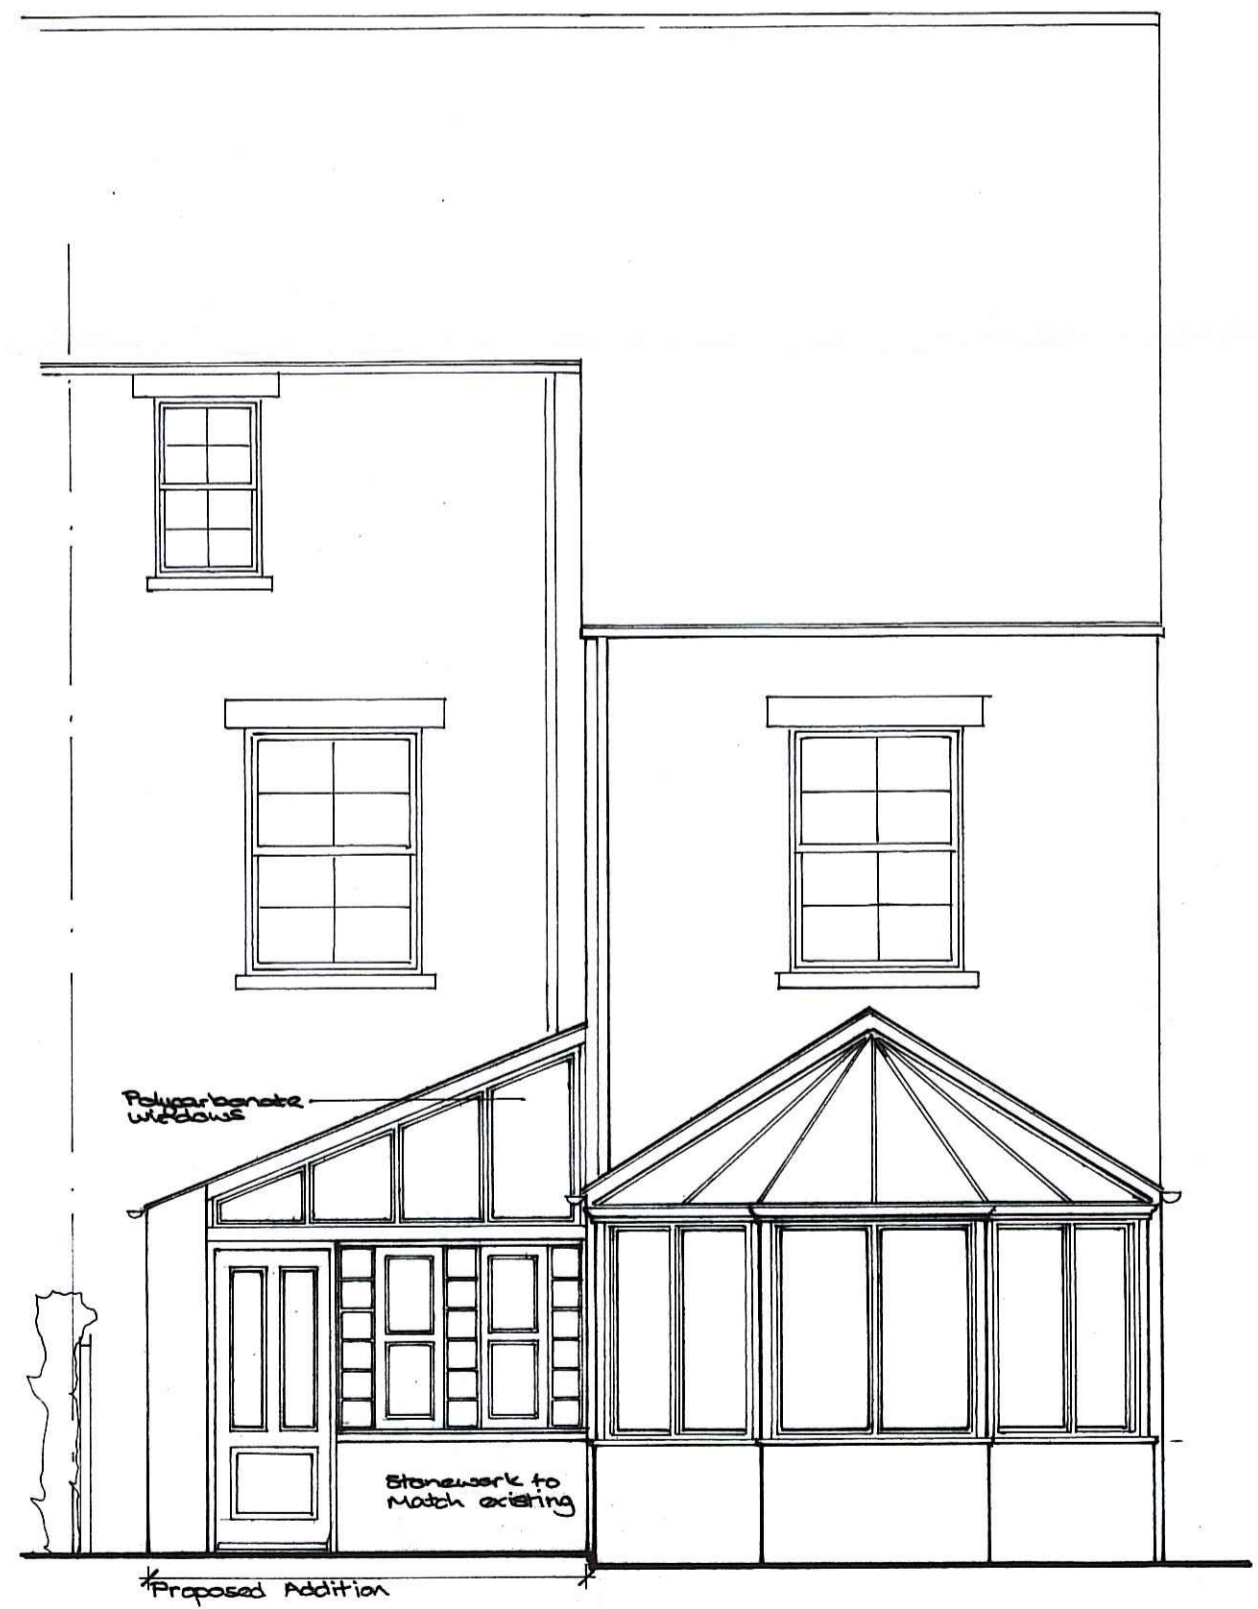 Polycarbonate
windows
Stonework to
Match existing
Proposed Addition